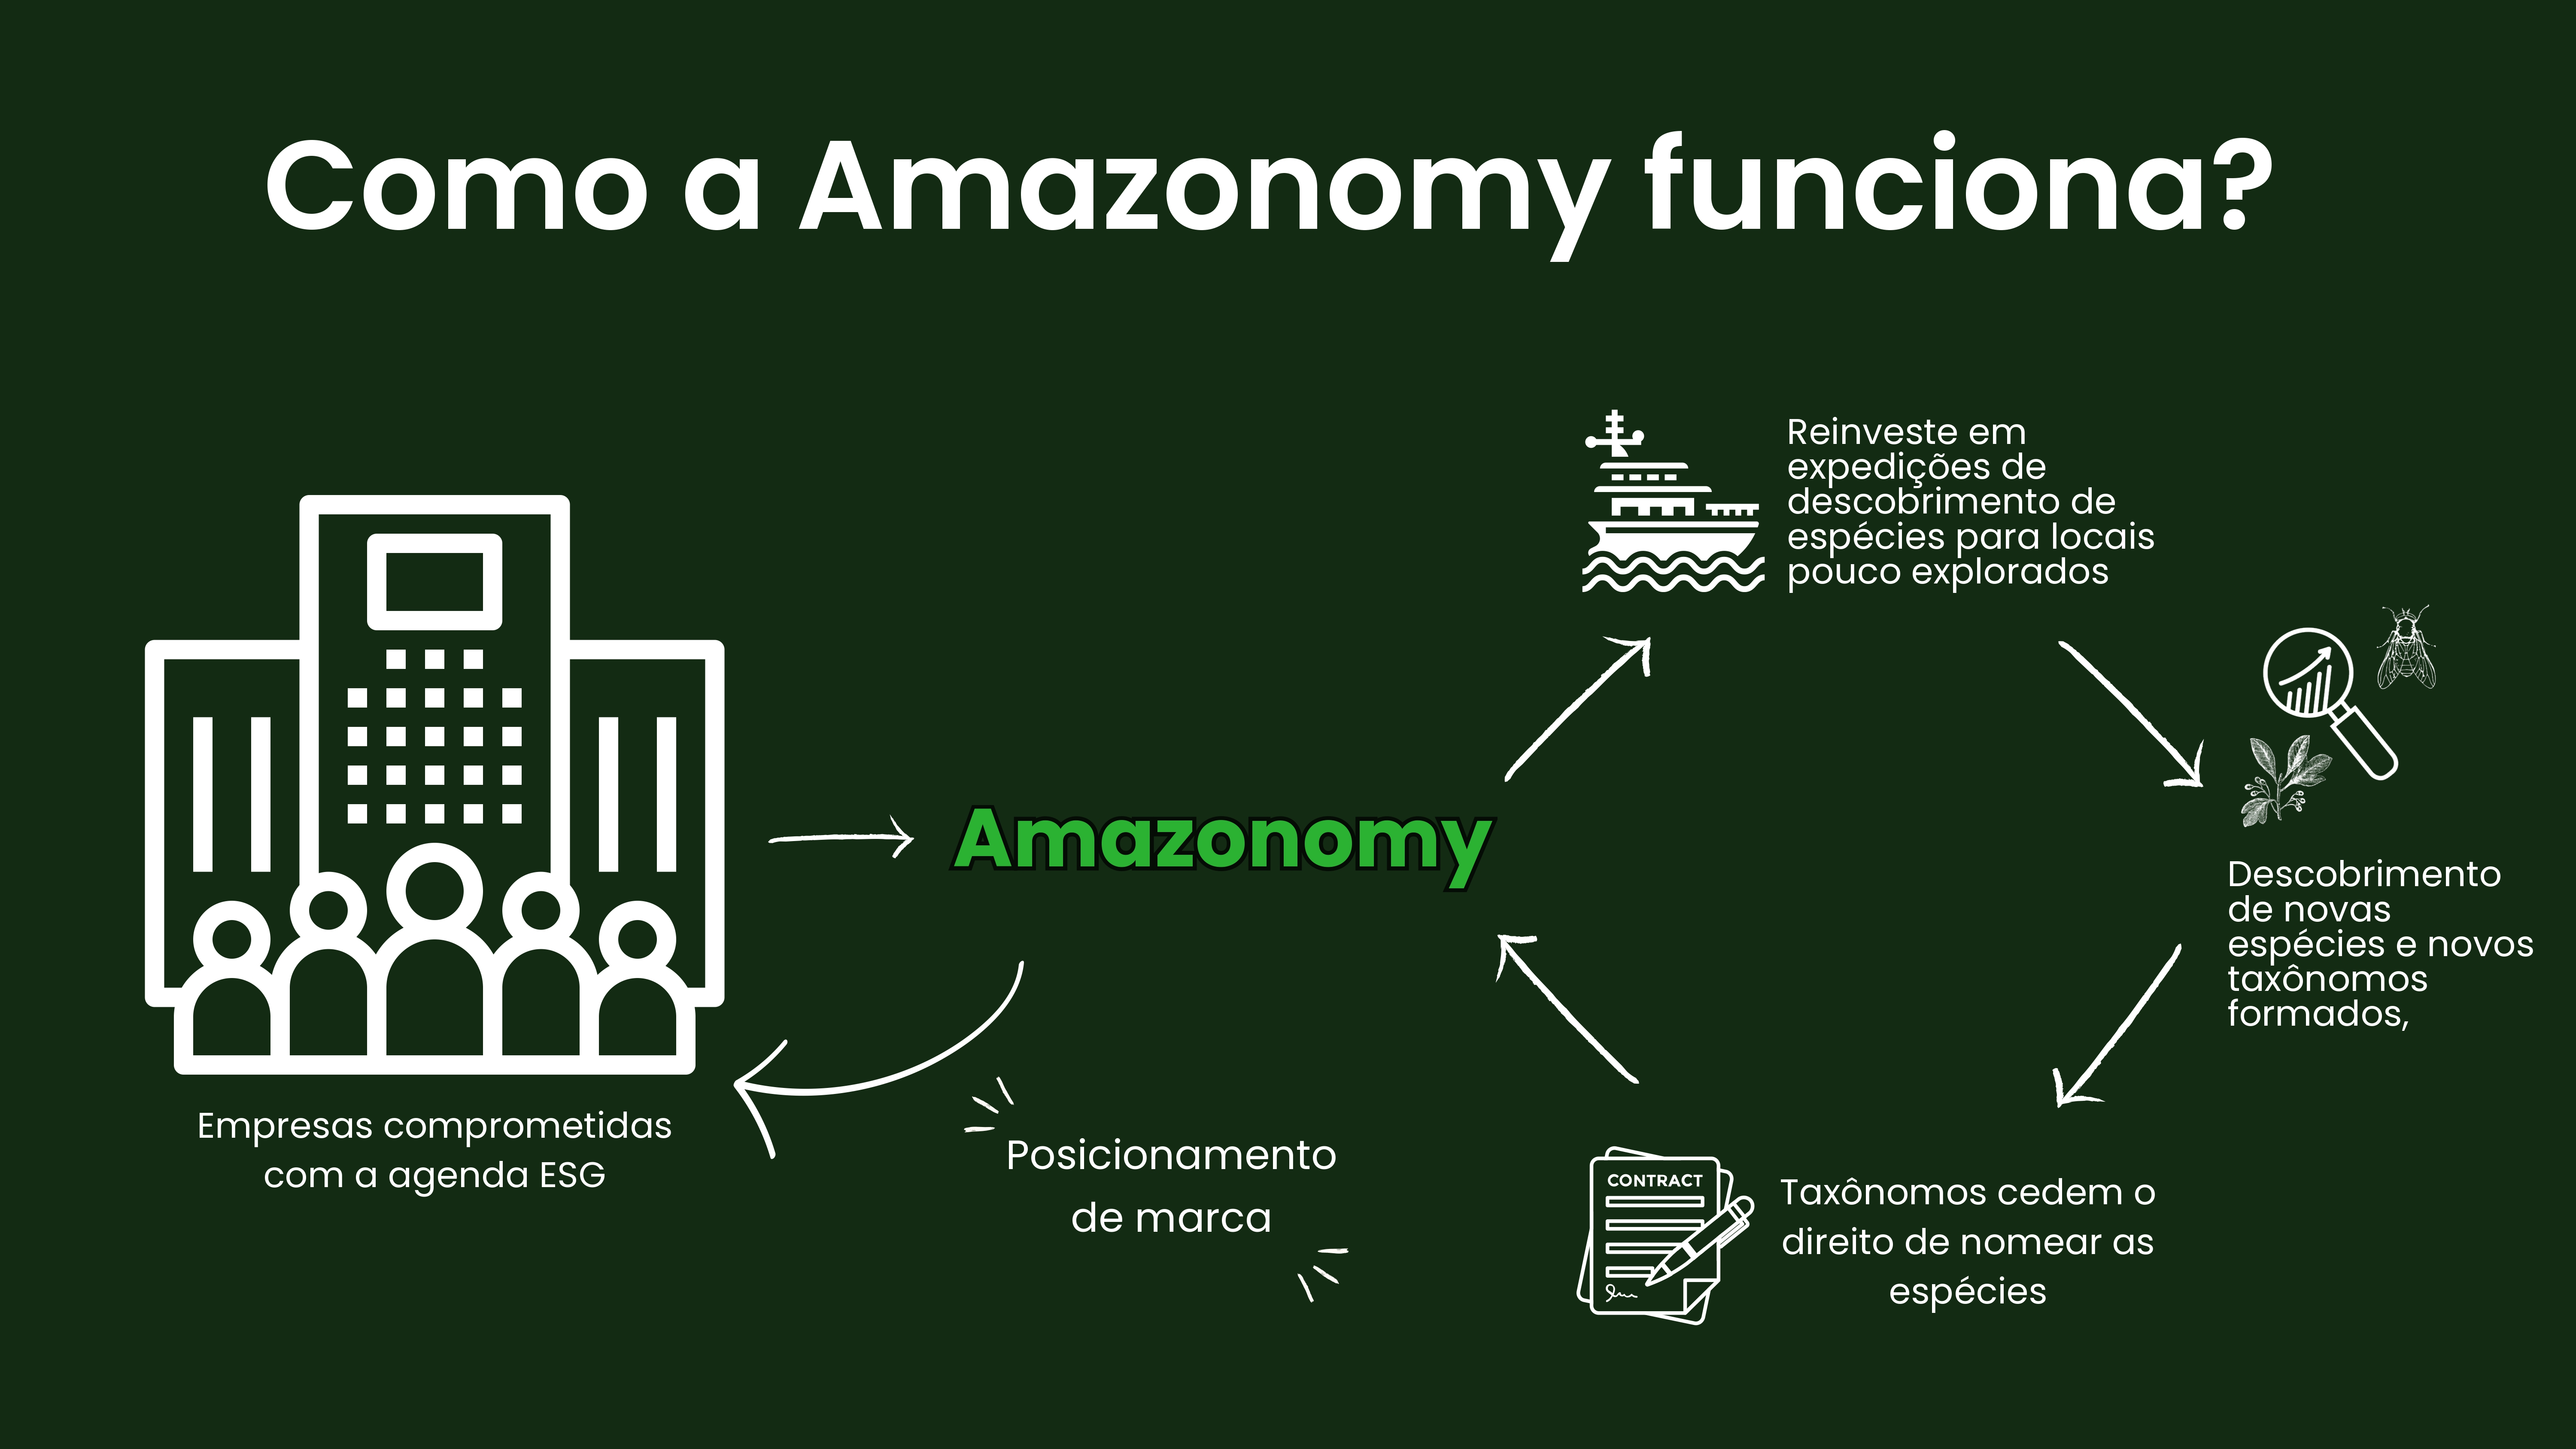 Como a Amazonomy funciona?
Reinveste em
expedições de
descobrimento de
espécies para locais
pouco explorados
Amazonomy
Descobrimento
de novas
espécies e novos
taxônomos
formados,
Empresas comprometidas
com a agenda ESG
Posicionamento
de marca
CONTRACT
Taxônomos cedem o
direito de nomear as
espécies